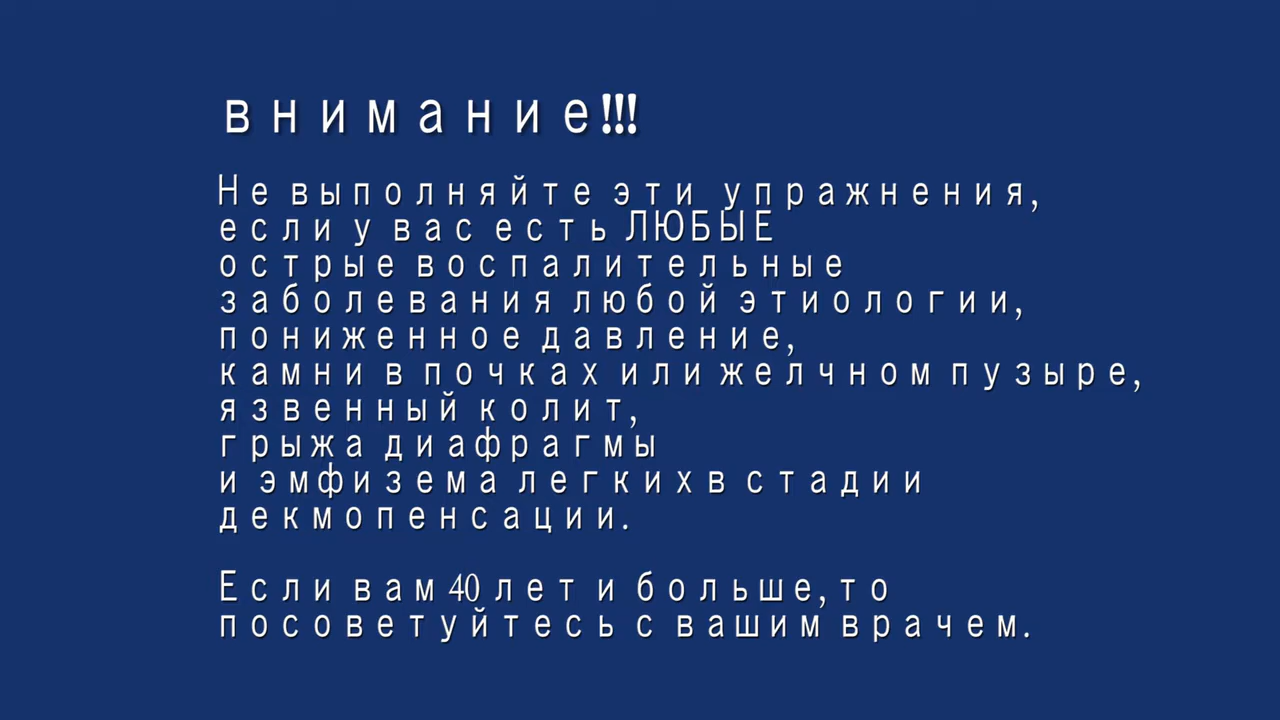 внимание!!!
Не выполняйте эти упражнения,
если у вас есть ЛЮБЫЕ
острые воспалительные
заболевания любой этиологии,
пониженное давление,
камни в почках или желчном пузыре,
язвенный колит,
грыжа диафрагмы
и эмфизема легких в стадии
декмопенсации.
Если вам 40 лет и больше, то
посоветуйтесь с вашим врачем.